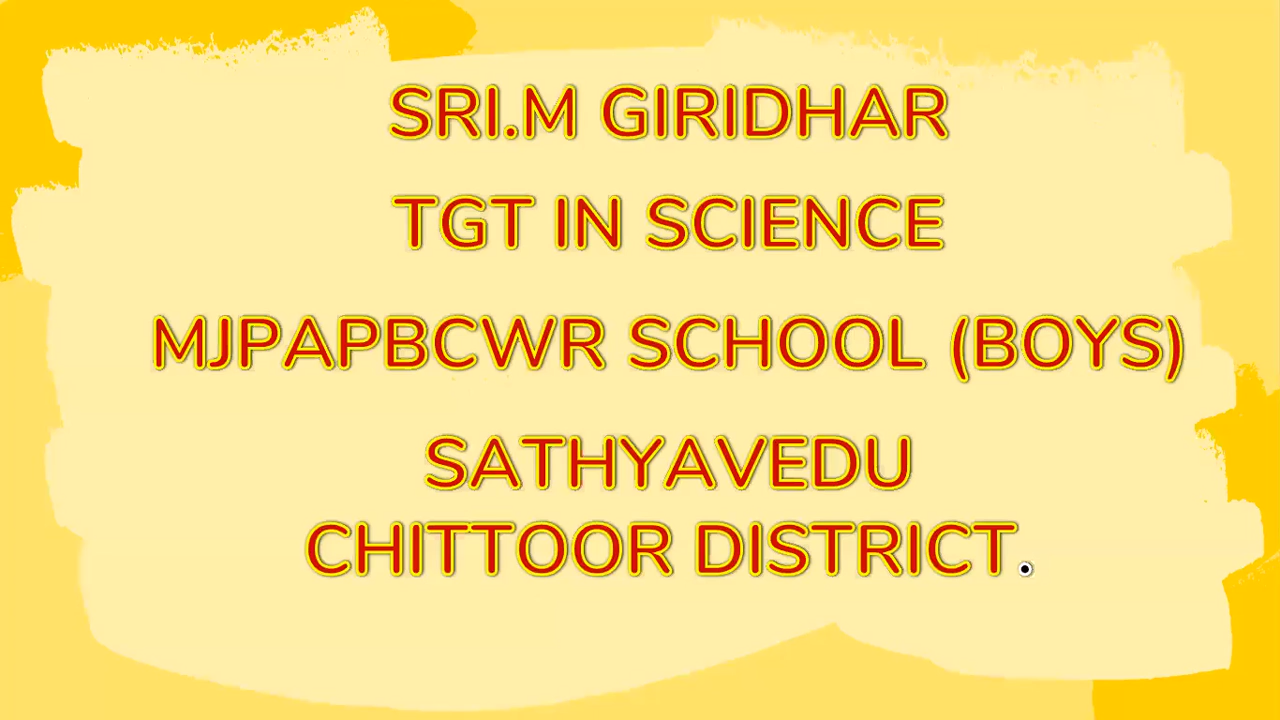 SRI.M GIRIDHAR
TGT IN SCIENCE
MJPAPBCWR SCHOOL (BOYS)
SATHYAVEDU
CHITTOOR DISTRICT.